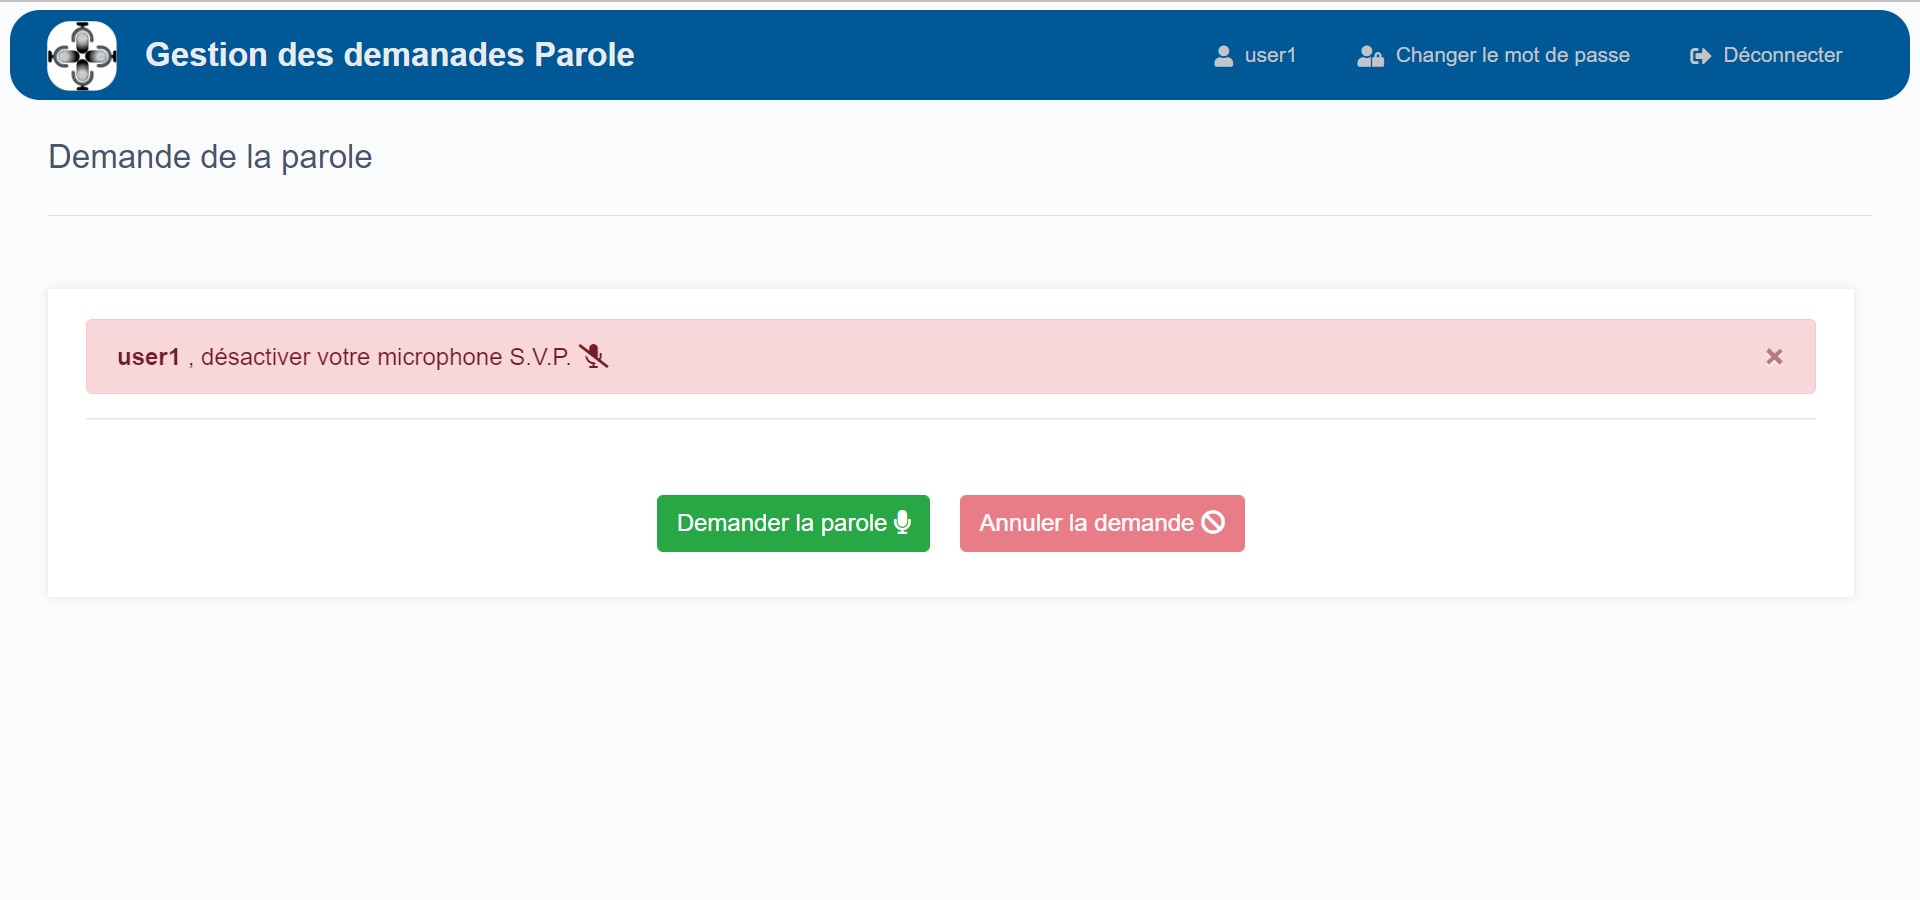 Gestion des demanades Parole
user1
Changer le mot de passe
Déconnecter
Demande de la parole
user1 , désactiver votre microphone S.V.P.
Demander la parole
Annuler la demande